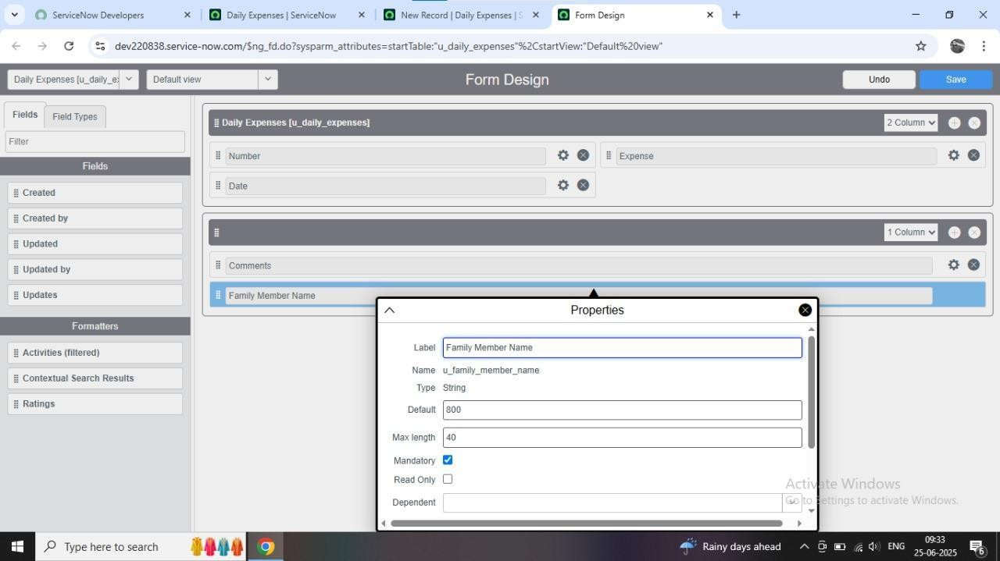 ServiceNow Developers
Daily Expenses | ServiceNow
New Record | Daily Expenses | S
Form Design
dev220838.service-now.com/$ng_fd.do?sysparm_attributes=startTable:"u_daily_expenses"%2CstartView:"Default%20view"
Daily Expenses [u_daily_e
Default view
Form Design
Undo
Save
Fields
Field Types
Filter
Fields
Created
Created by
Updated
Updated by
Updates
Formatters
Activities (filtered)
Contextual Search Results
Ratings
Daily Expenses [u_daily_expenses]
2 Column
Number
Expense
Date
1 Column
Comments
Family Member Name
Properties
Label Family Member Name
Name u_family_member_name
Type String
Default 800
Max length 40
Mandatory
Read Only
Dependent
Activate Windows
Go to Settings to activate Windows.
Type here to search
Rainy days ahead
ENG
09:33
25-06-2025
6